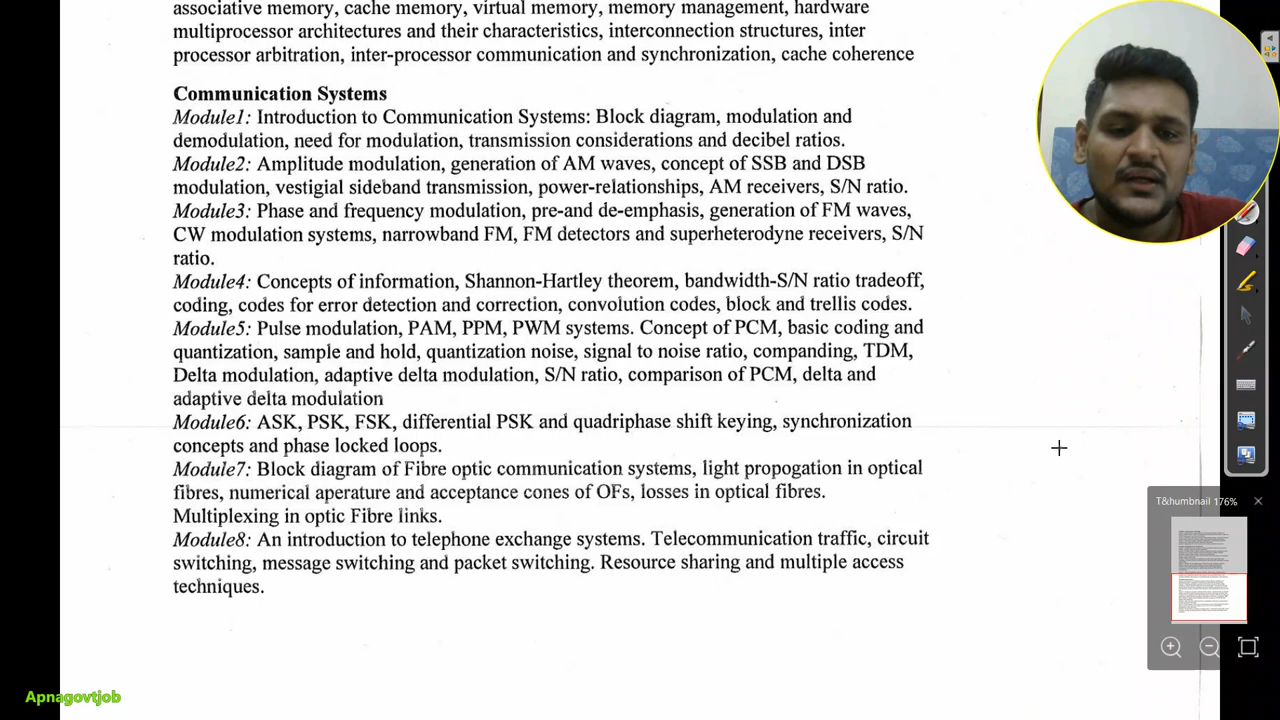 associative memory, cache memory, virtual memory, memory management, hardware
multiprocessor architectures and their characteristics, interconnection structures, inter
processor arbitration, inter-processor communication and synchronization, cache coherence
Communication Systems
Module1: Introduction to Communication Systems: Block diagram, modulation and
demodulation, need for modulation, transmission considerations and decibel ratios.
Module2: Amplitude modulation, generation of AM waves, concept of SSB and DSB
modulation, vestigial sideband transmission, power-relationships, AM receivers, S/N ratio.
Module3: Phase and frequency modulation, pre-and de-emphasis, generation of FM waves,
CW modulation systems, narrowband FM, FM detectors and superheterodyne receivers, S/N
ratio.
Module4: Concepts of information, Shannon-Hartley theorem, bandwidth-S/N ratio tradeoff,
coding, codes for error detection and correction, convolution codes, block and trellis codes.
Module5: Pulse modulation, PAM, PPM, PWM systems. Concept of PCM, basic coding and
quantization, sample and hold, quantization noise, signal to noise ratio, companding, TDM,
Delta modulation, adaptive delta modulation, S/N ratio, comparison of PCM, delta and
adaptive delta modulation
Module6: ASK, PSK, FSK, differential PSK and quadriphase shift keying, synchronization
concepts and phase locked loops.
Module7: Block diagram of Fibre optic communication systems, light propogation in optical
fibres, numerical aperature and acceptance cones of OFs, losses in optical fibres.
Multiplexing in optic Fibre links.
Module8: An introduction to telephone exchange systems. Telecommunication traffic, circuit
switching, message switching and packet switching. Resource sharing and multiple access
techniques.
T&humbnail 176%
Apnagovtjob